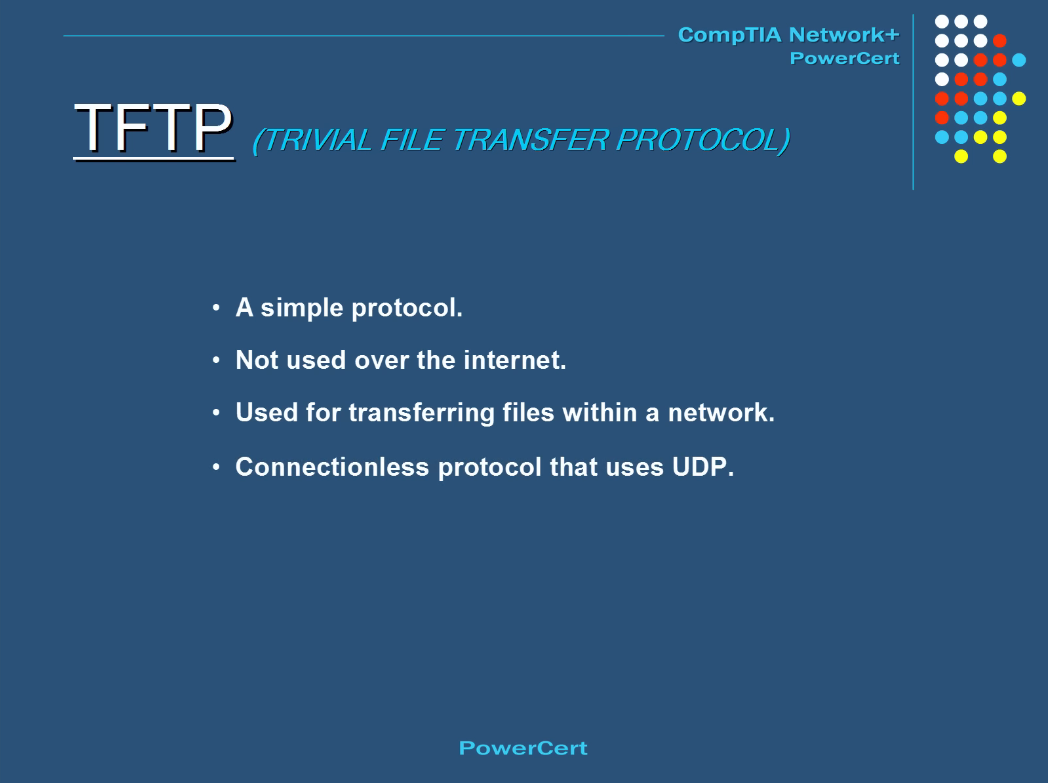 CompTIA Network+
PowerCert
TFTP (TRIVIAL FILE TRANSFER PROTOCOL)
• A simple protocol.
• Not used over the internet.
• Used for transferring files within a network.
• Connectionless protocol that uses UDP.
PowerCert